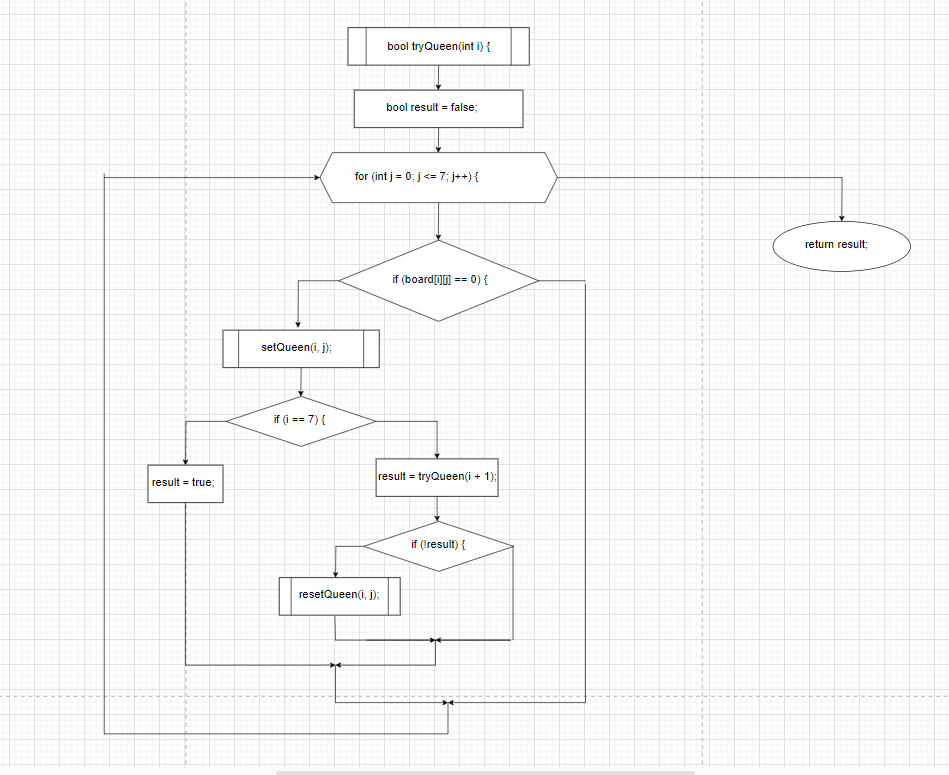 bool tryQueen(int i) {
bool result = false;
for (int j = 0; j <= 7; j++) {
return result;
if (board[i][j] == 0) {
setQueen(i, j);
if (i == 7) {
result = true;
result = tryQueen(i + 1);
if (!result) {
resetQueen(i, j);